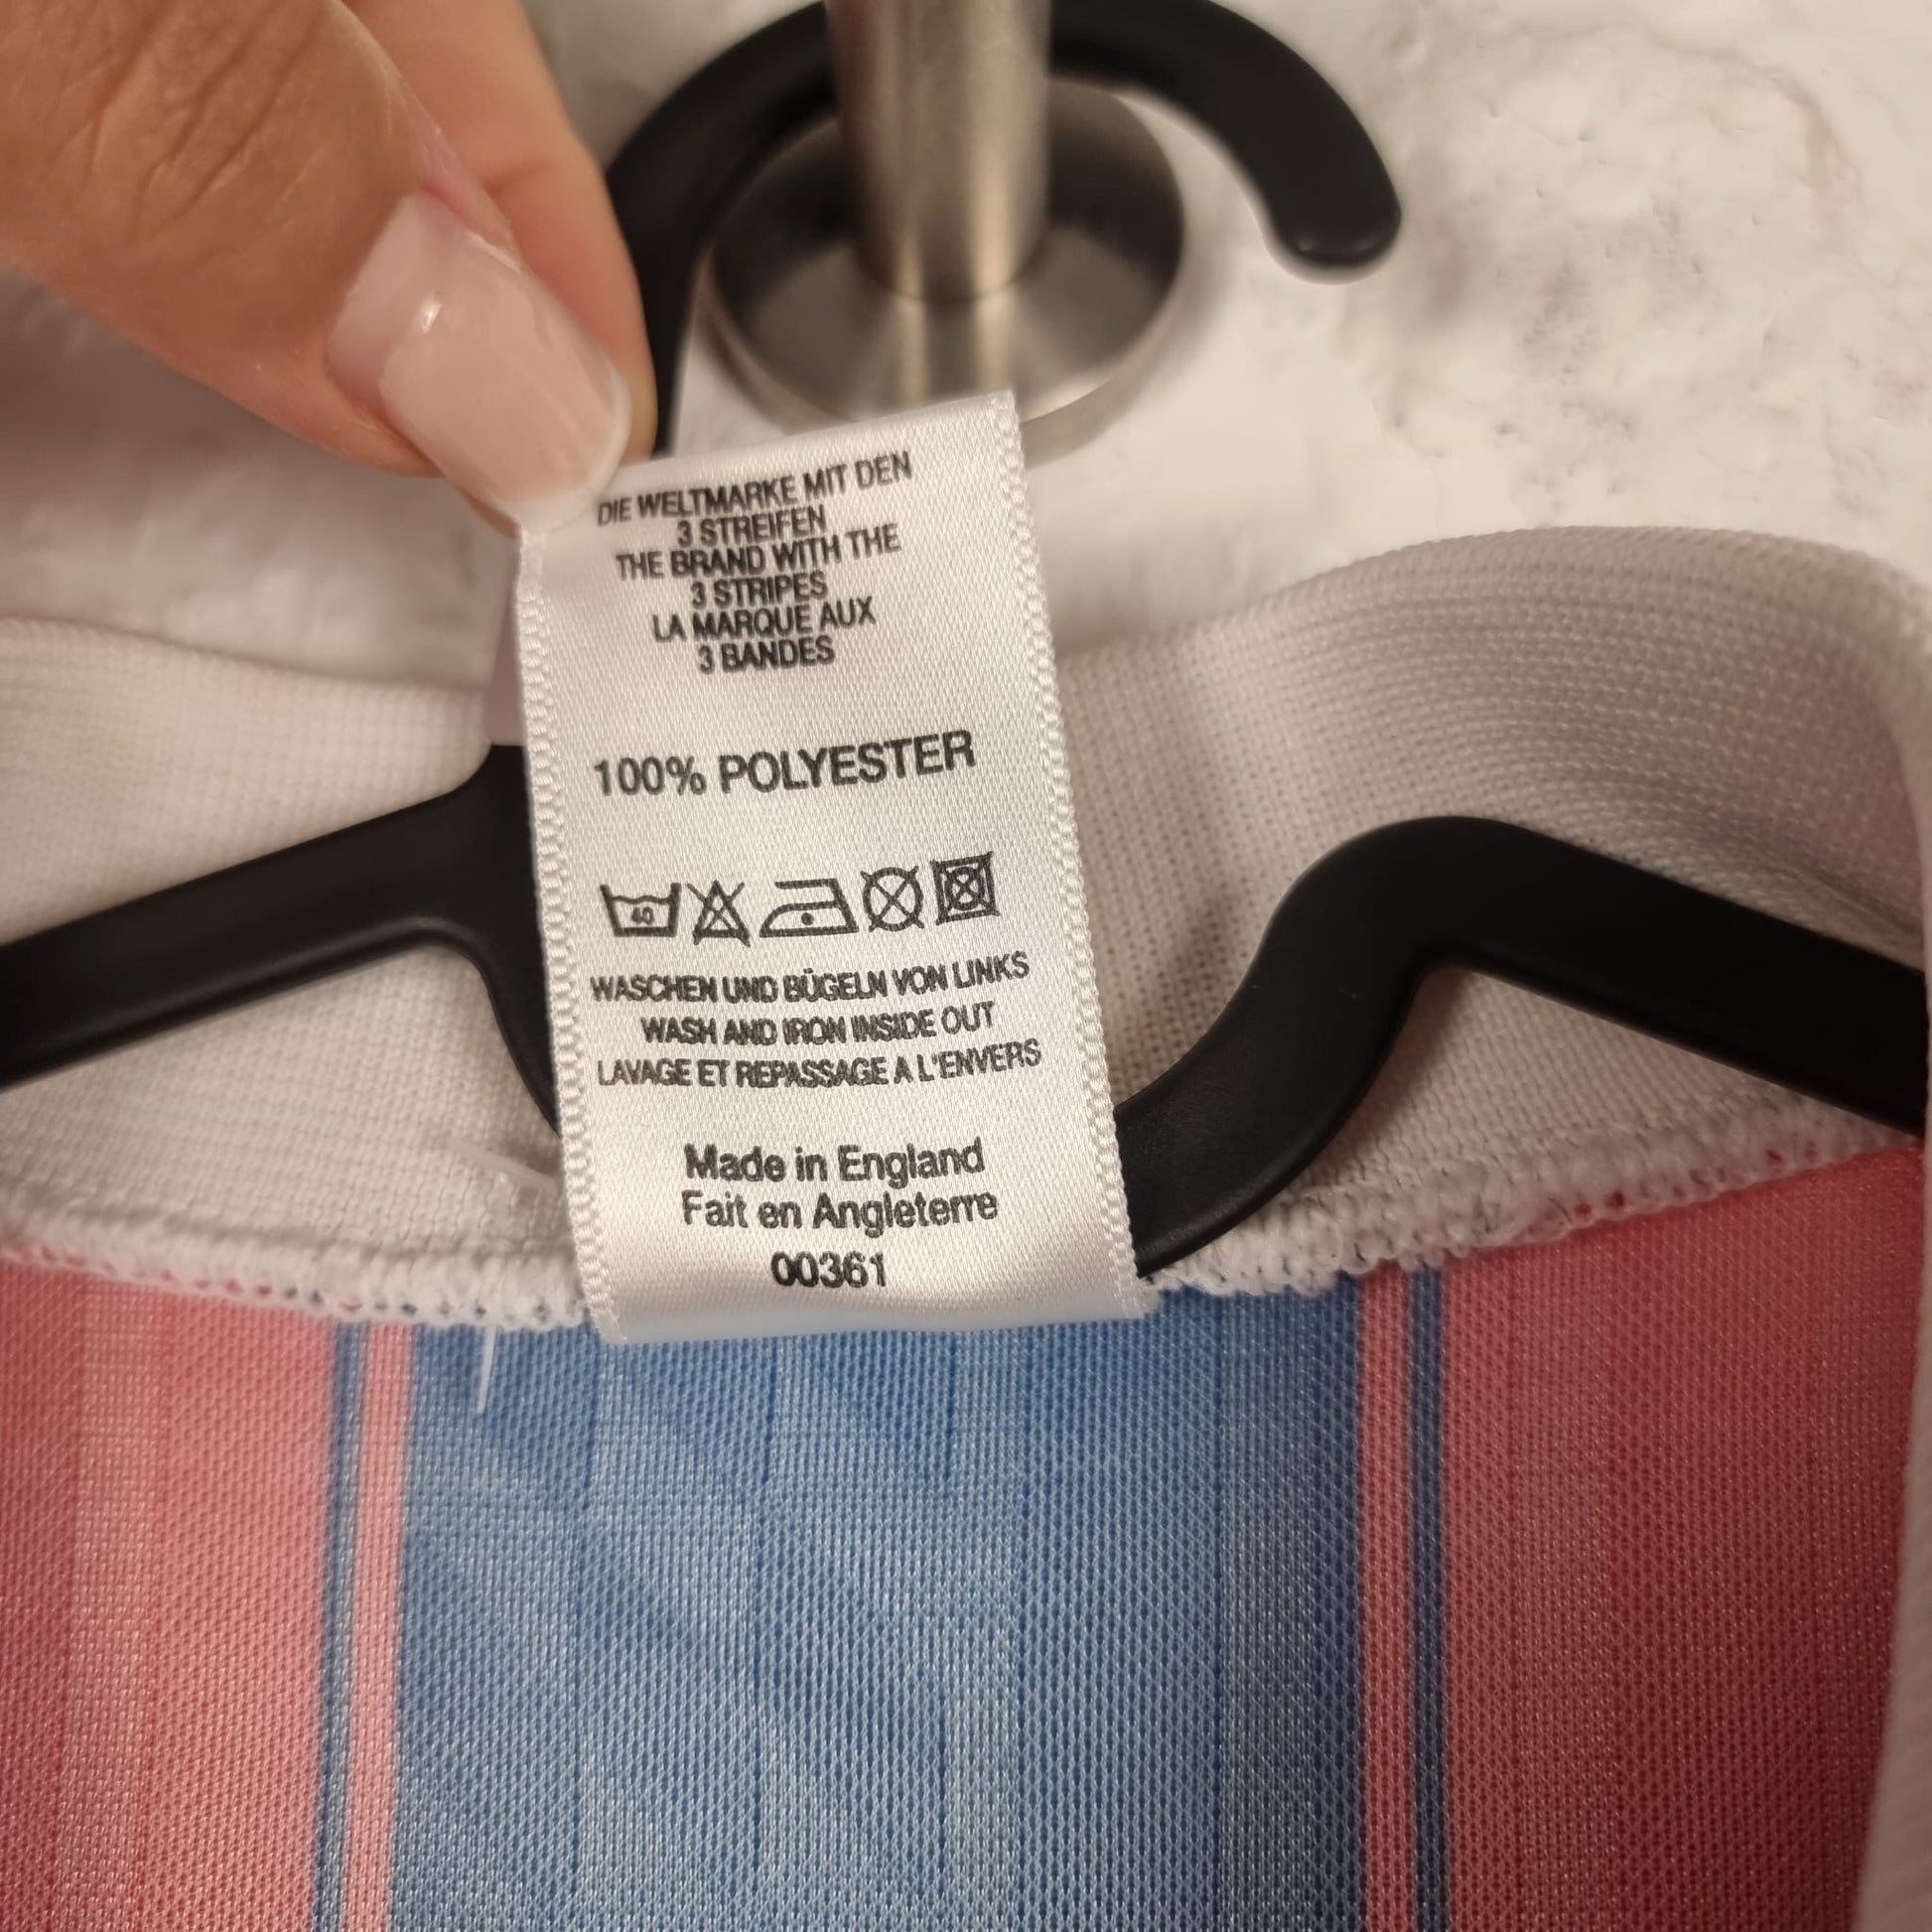 DIE WELTMARKE MIT DEN
3 STREIFEN
THE BRAND WITH THE
3 STRIPES
LA MARQUE AUX
3 BANDES
100% POLYESTER
40
WASCHEN UND BÜGELN VON LINKS
WASH AND IRON INSIDE OUT
LAVAGE ET REPASSAGE A L'ENVERS
Made in England
Fait en Angleterre
00361